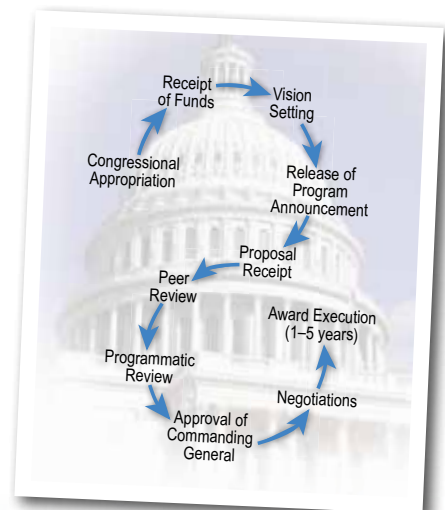 Receipt
of Funds
Vision
Setting
Congressional
Appropriation
Release of
Program
Announcement
Proposal
Receipt
Peer
Review
Award Execution
(1–5 years)
Programmatic
Review
Negotiations
Approval of
Commanding
General